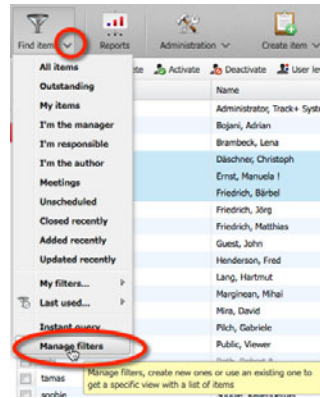 Find item
Reports
Administration
Create item
Activate
Deactivate
All items
Outstanding
My items
I'm the manager
I'm responsible
I'm the author
Meetings
Unscheduled
Closed recently
Added recently
Updated recently
My filters...
Last used...
Instant query
Manage filters
Name
Administrator, Track+ Syst
Bojani, Adrian
Brambeck, Lena
Däschner, Christoph
Ernst, Manuela !
Friedrich, Bärbel
Friedrich, Jörg
Friedrich, Matthias
Guest, John
Henderson, Fred
Lang, Hartmut
Marginean, Mihai
Mira, David
Pilch, Gabriele
Public, Viewer
Manage filters, create new ones or use an existing one to
get a specific view with a list of items
tamas
sophie